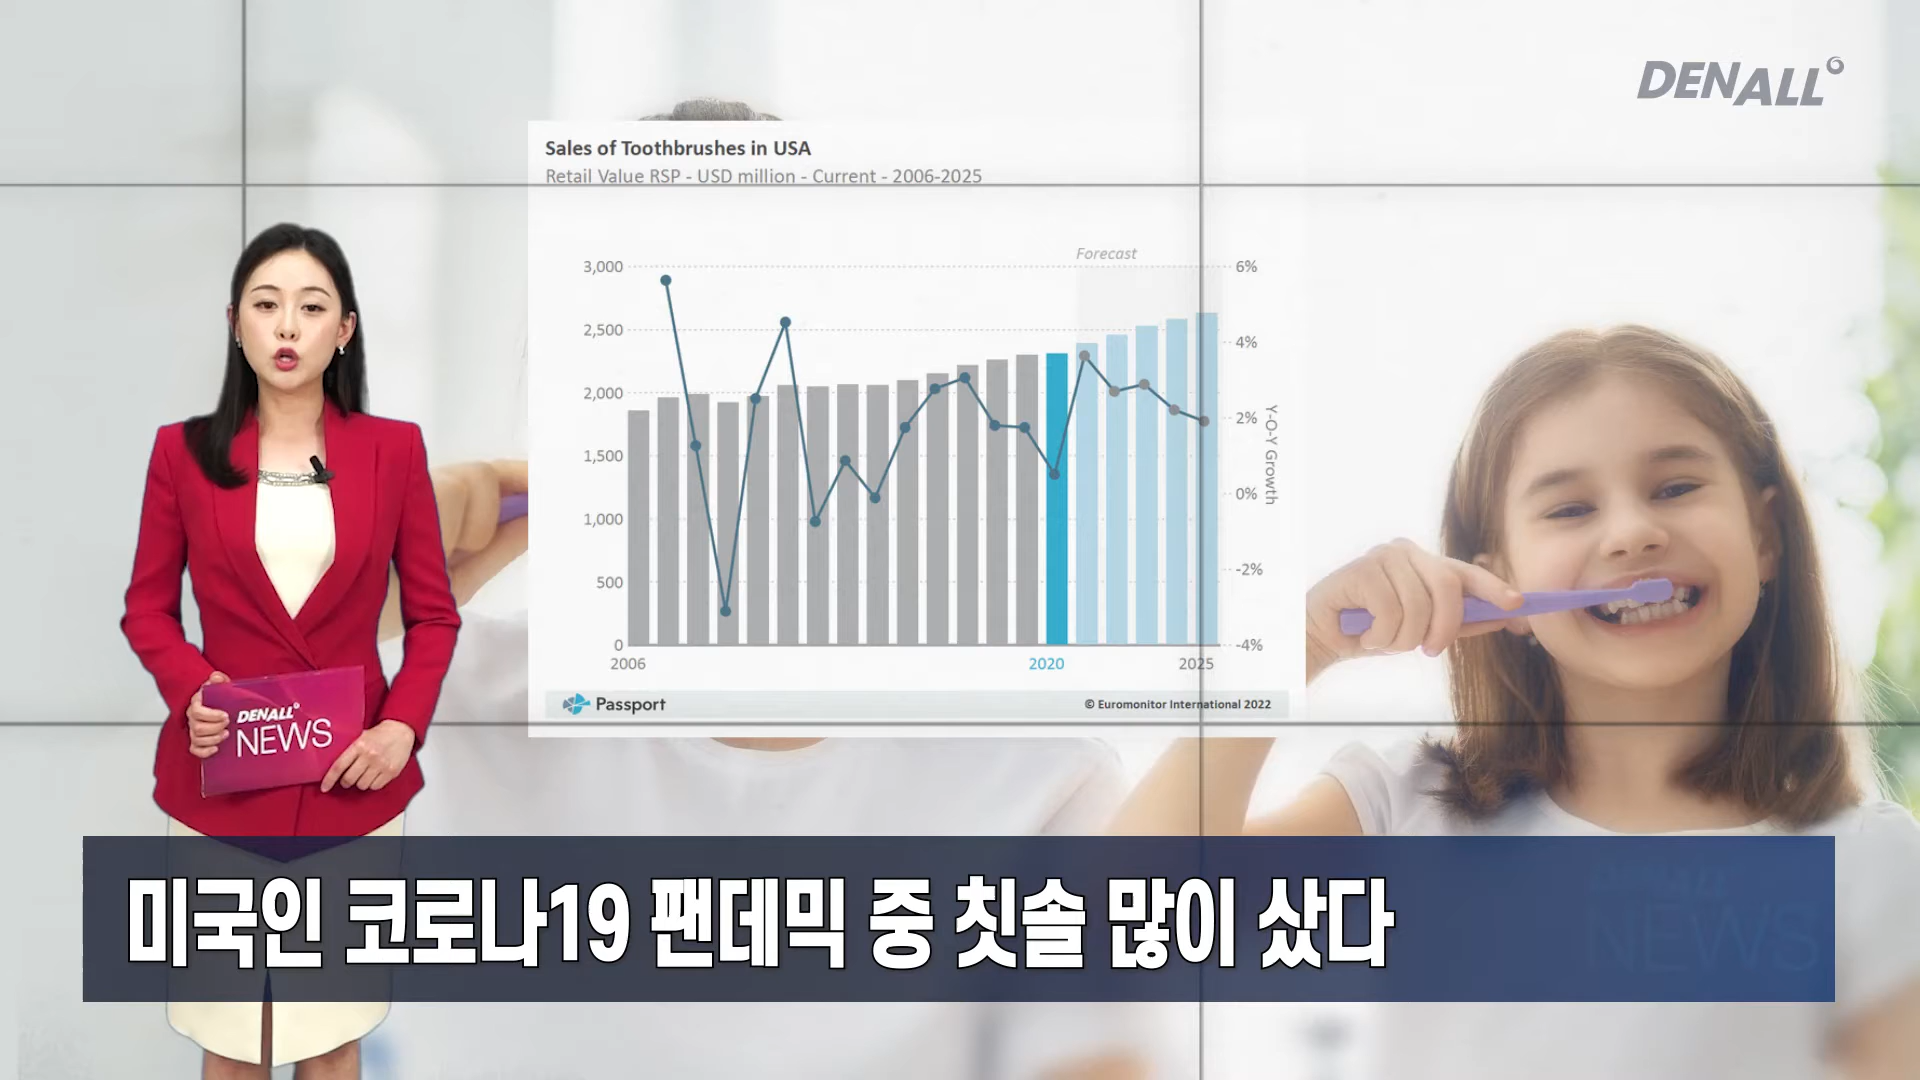 DENALL
Sales of Toothbrushes in USA
Retail Value RSP - USD million - Current - 2006-2025
Forecast
3,000
2,500
2,000
1,500
1,000
500
0
6%
4%
2%
0%
-2%
-4%
Y-O-Y Growth
2006
2020
2025
Passport
© Euromonitor International 2022
DENALL
NEWS
미국인 코로나19 팬데믹 중 칫솔 많이 샀다
NEWS